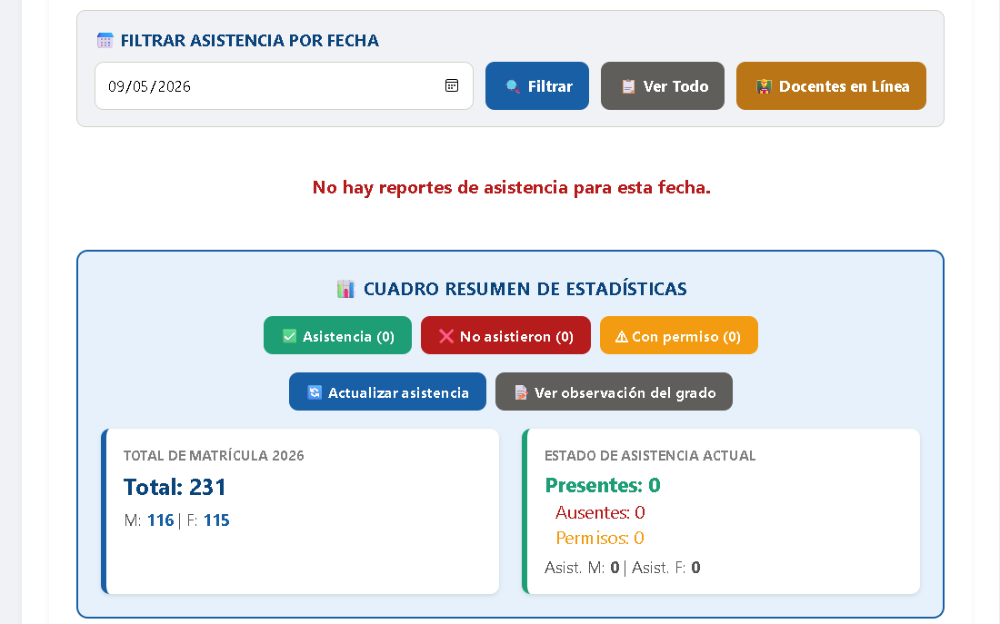 FILTRAR ASISTENCIA POR FECHA
09/05/2026
Filtrar
Ver Todo
Docentes en Línea
No hay reportes de asistencia para esta fecha.
CUADRO RESUMEN DE ESTADÍSTICAS
Asistencia (0)
No asistieron (0)
Con permiso (0)
Actualizar asistencia
Ver observación del grado
TOTAL DE MATRÍCULA 2026
Total: 231
M: 116 | F: 115
ESTADO DE ASISTENCIA ACTUAL
Presentes: 0
Ausentes: 0
Permisos: 0
Asist. M: 0 | Asist. F: 0